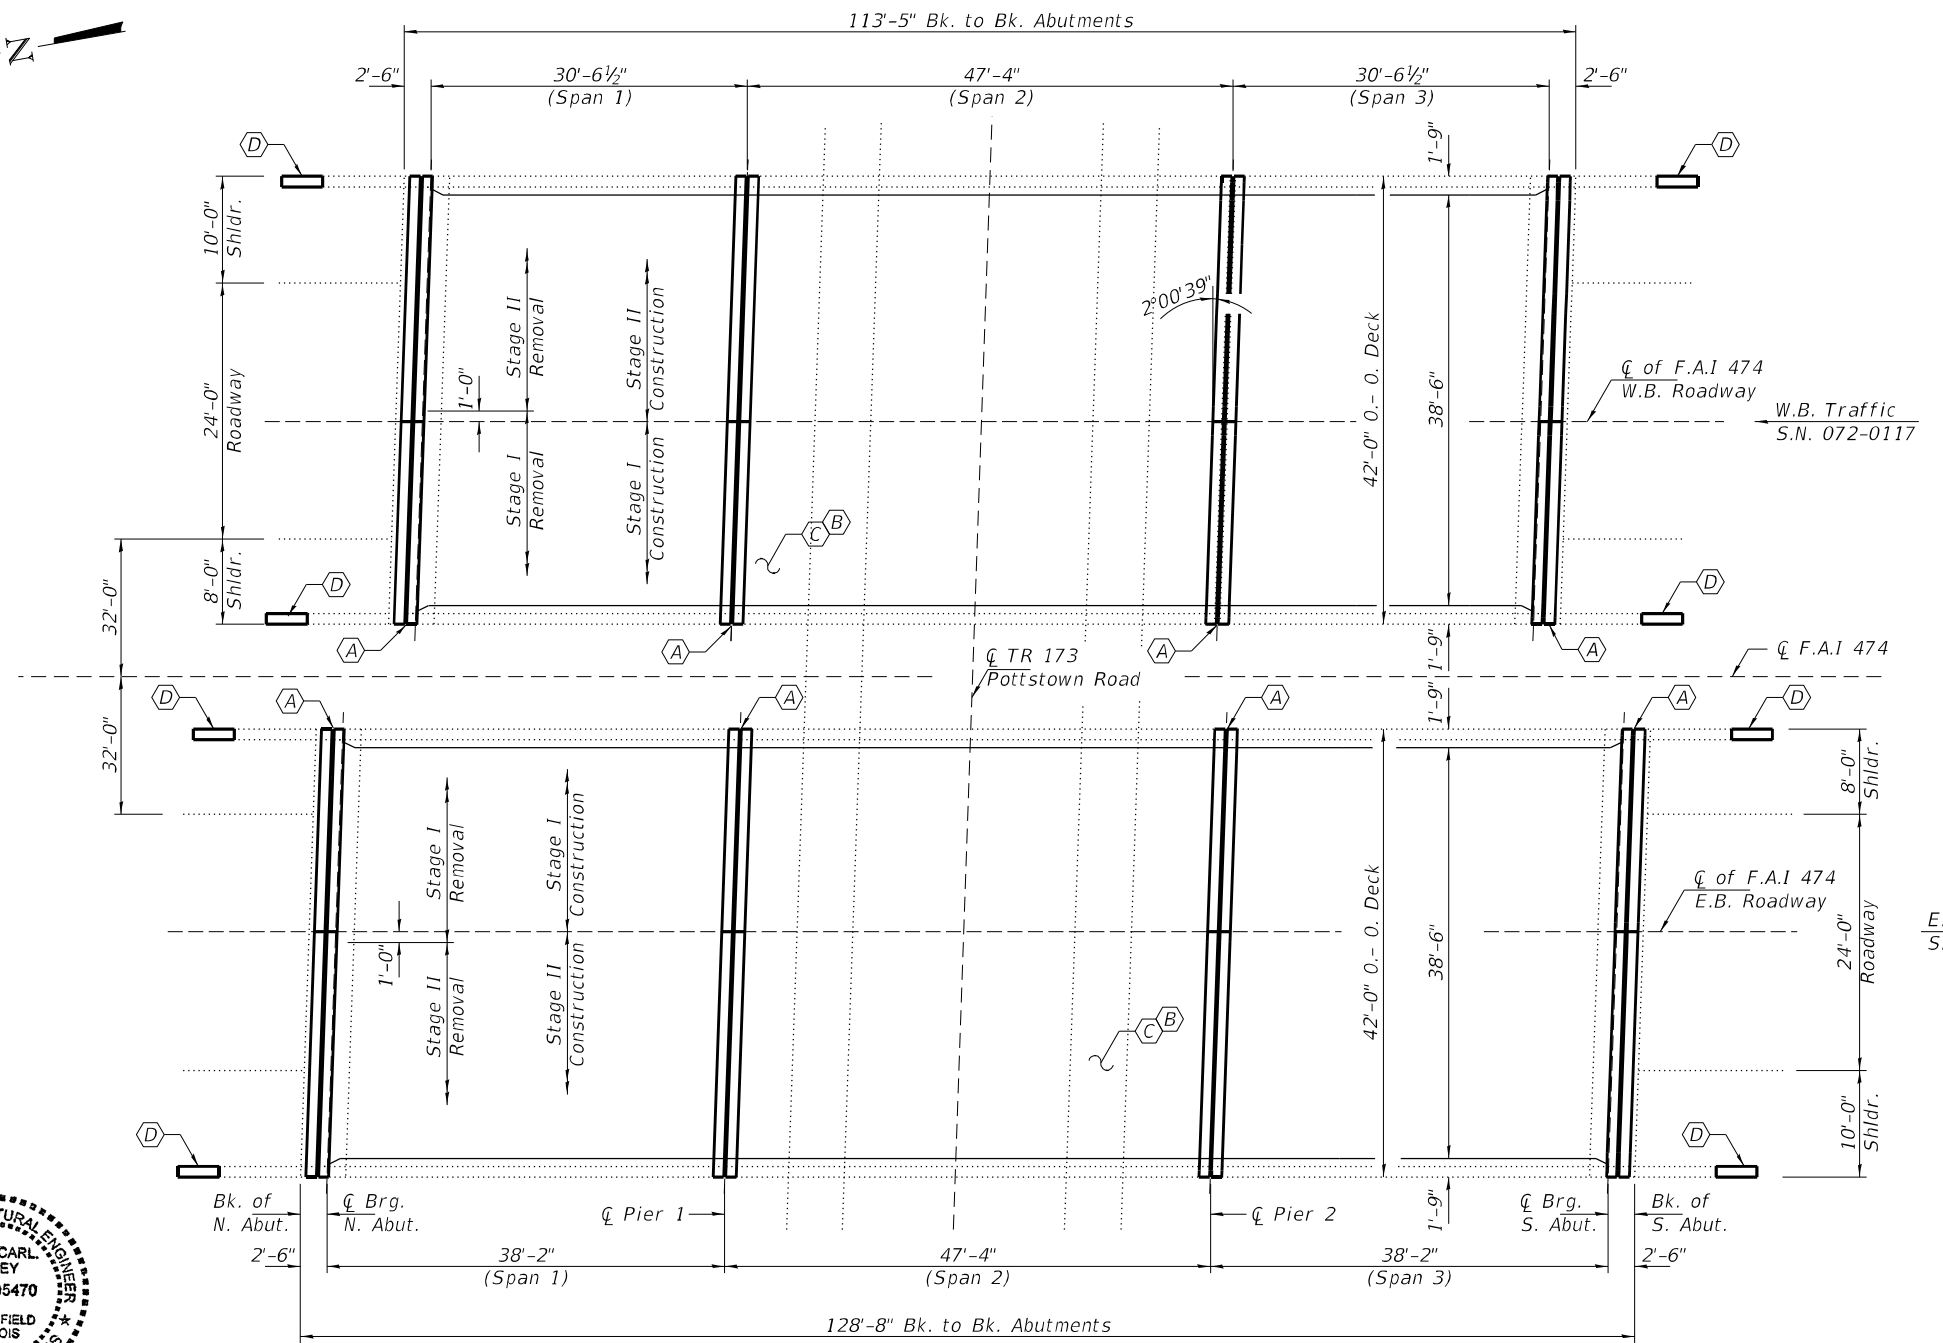 113'-5" Bk. to Bk. Abutments
Z
2'-6"
30'-6½"
(Span 1)
47'-4"
(Span 2)
30'-6½"
(Span 3)
2'-6"
D
D
1'-9"
10'-0"
Shldr.
24'-0"
Roadway
8'-0"
Shldr.
32'-0"
Stage II
Removal
Stage II
Construction
1'-0"
Stage I
Removal
Stage I
Construction
2°00'39"
42'-0" O.- O. Deck
38'-6"
℄ of F.A.I 474
W.B. Roadway
W.B. Traffic
S.N. 072-0117
C
B
D
D
A
A
A
A
1'-9"
℄ TR 173
Pottstown Road
℄ F.A.I 474
D
A
A
A
1'-9"
A
D
32'-0"
8'-0"
Shldr.
24'-0"
Roadway
10'-0"
Shldr.
Stage I
Removal
Stage I
Construction
1'-0"
Stage II
Removal
Stage II
Construction
42'-0" O.- O. Deck
38'-6"
℄ of F.A.I 474
E.B. Roadway
E.
S.
C
B
D
D
Bk. of
N. Abut.
℄ Brg.
N. Abut.
℄ Pier 1
℄ Pier 2
1'-9"
℄ Brg.
S. Abut.
Bk. of
S. Abut.
2'-6"
38'-2"
(Span 1)
47'-4"
(Span 2)
38'-2"
(Span 3)
2'-6"
128'-8" Bk. to Bk. Abutments
TURAL ENGINEER
CARL
EY
5470
FIELD
OIS